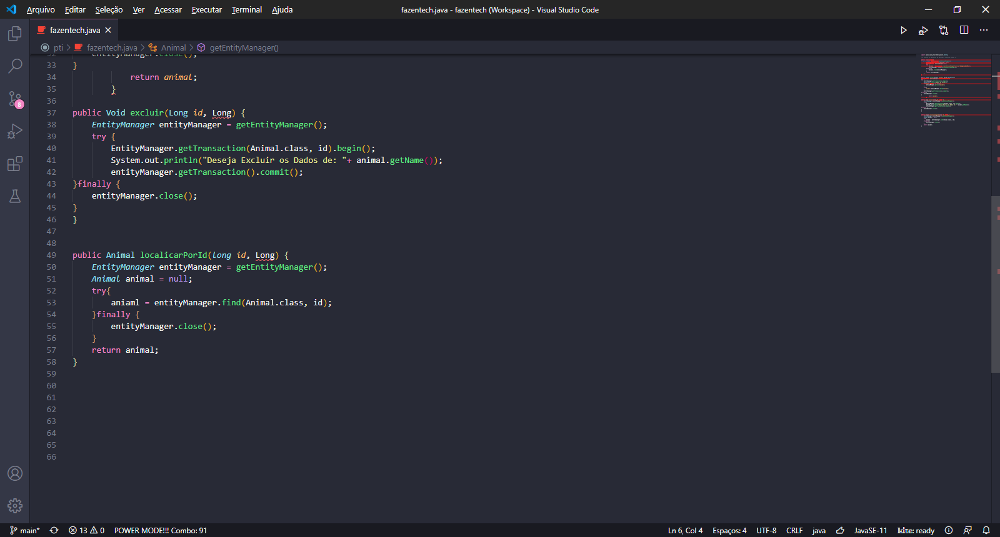 Arquivo Editar Seleção Ver Acessar Executar Terminal Ajuda fazentech.java - fazentech (Workspace) - Visual Studio Code
fazentech.java
pti > fazentech.java > Animal > getEntityManager()
32 entityManager.close();
33 }
34 return animal;
35 }
36
37 public Void excluir(Long id, Long) {
38 EntityManager entityManager = getEntityManager();
39 try {
40 EntityManager.getTransaction(Animal.class, id).begin();
41 System.out.println("Deseja Excluir os Dados de: "+ animal.getName());
42 entityManager.getTransaction().commit();
43 }finally {
44 entityManager.close();
45 }
46 }
47
48
49 public Animal localicarPorId(long id, Long) {
50 EntityManager entityManager = getEntityManager();
51 Animal animal = null;
52 try{
53 aniaml = entityManager.find(Animal.class, id);
54 }finally {
55 entityManager.close();
56 }
57 return animal;
58 }
59
60
61
62
63
64
65
66
8
main* 13 0 POWER MODE!!! Combo: 91 Ln 6, Col 4 Espaços: 4 UTF-8 CRLF java JavaSE-11 kite: ready